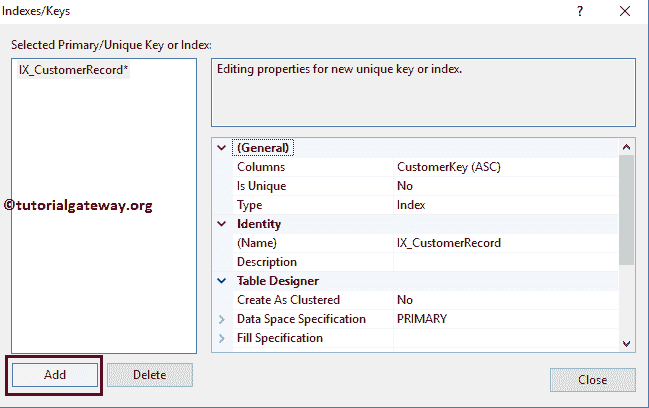 Indexes/Keys
? ✕
Selected Primary/Unique Key or Index:
IX_CustomerRecord*
Editing properties for new unique key or index.
(General)
Columns CustomerKey (ASC)
Is Unique No
Type Index
©tutorialgateway.org
Identity
(Name) IX_CustomerRecord
Description
Table Designer
Create As Clustered No
Data Space Specification PRIMARY
Fill Specification
Add Delete
Close